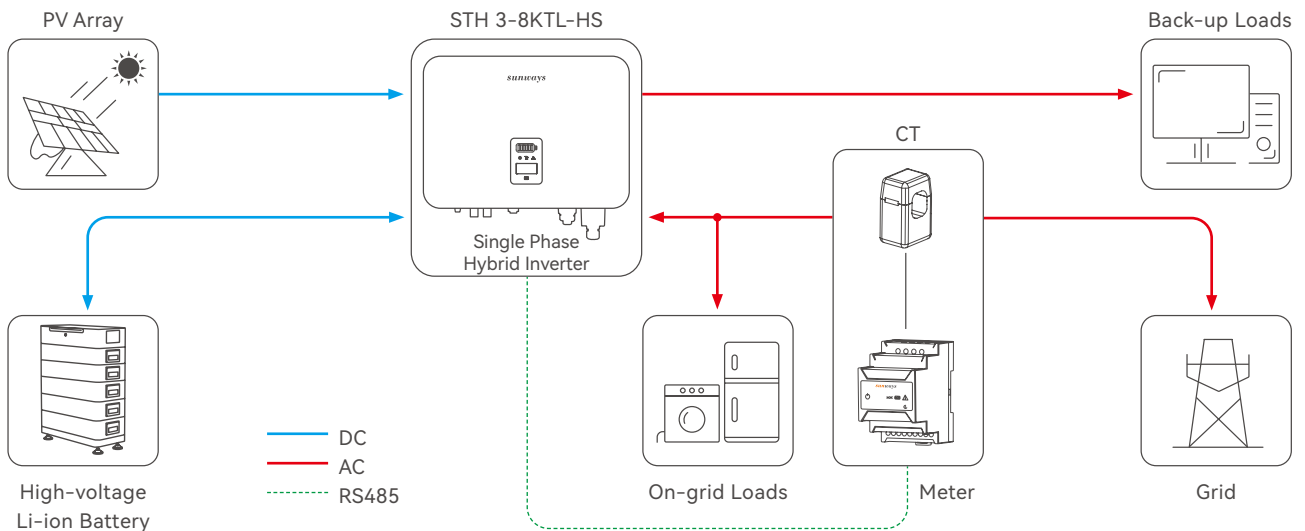 PV Array
STH 3-8KTL-HS
Back-up Loads
sunways
CT
Single Phase
Hybrid Inverter
sunways
DC
AC
RS485
High-voltage
Li-ion Battery
On-grid Loads
Meter
Grid